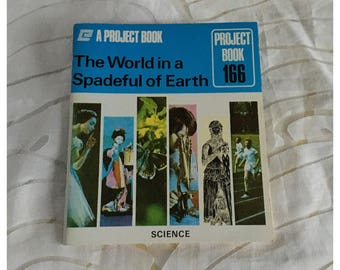 A PROJECT BOOK
The World in a
Spadeful of Earth
PROJECT
BOOK
166
SCIENCE